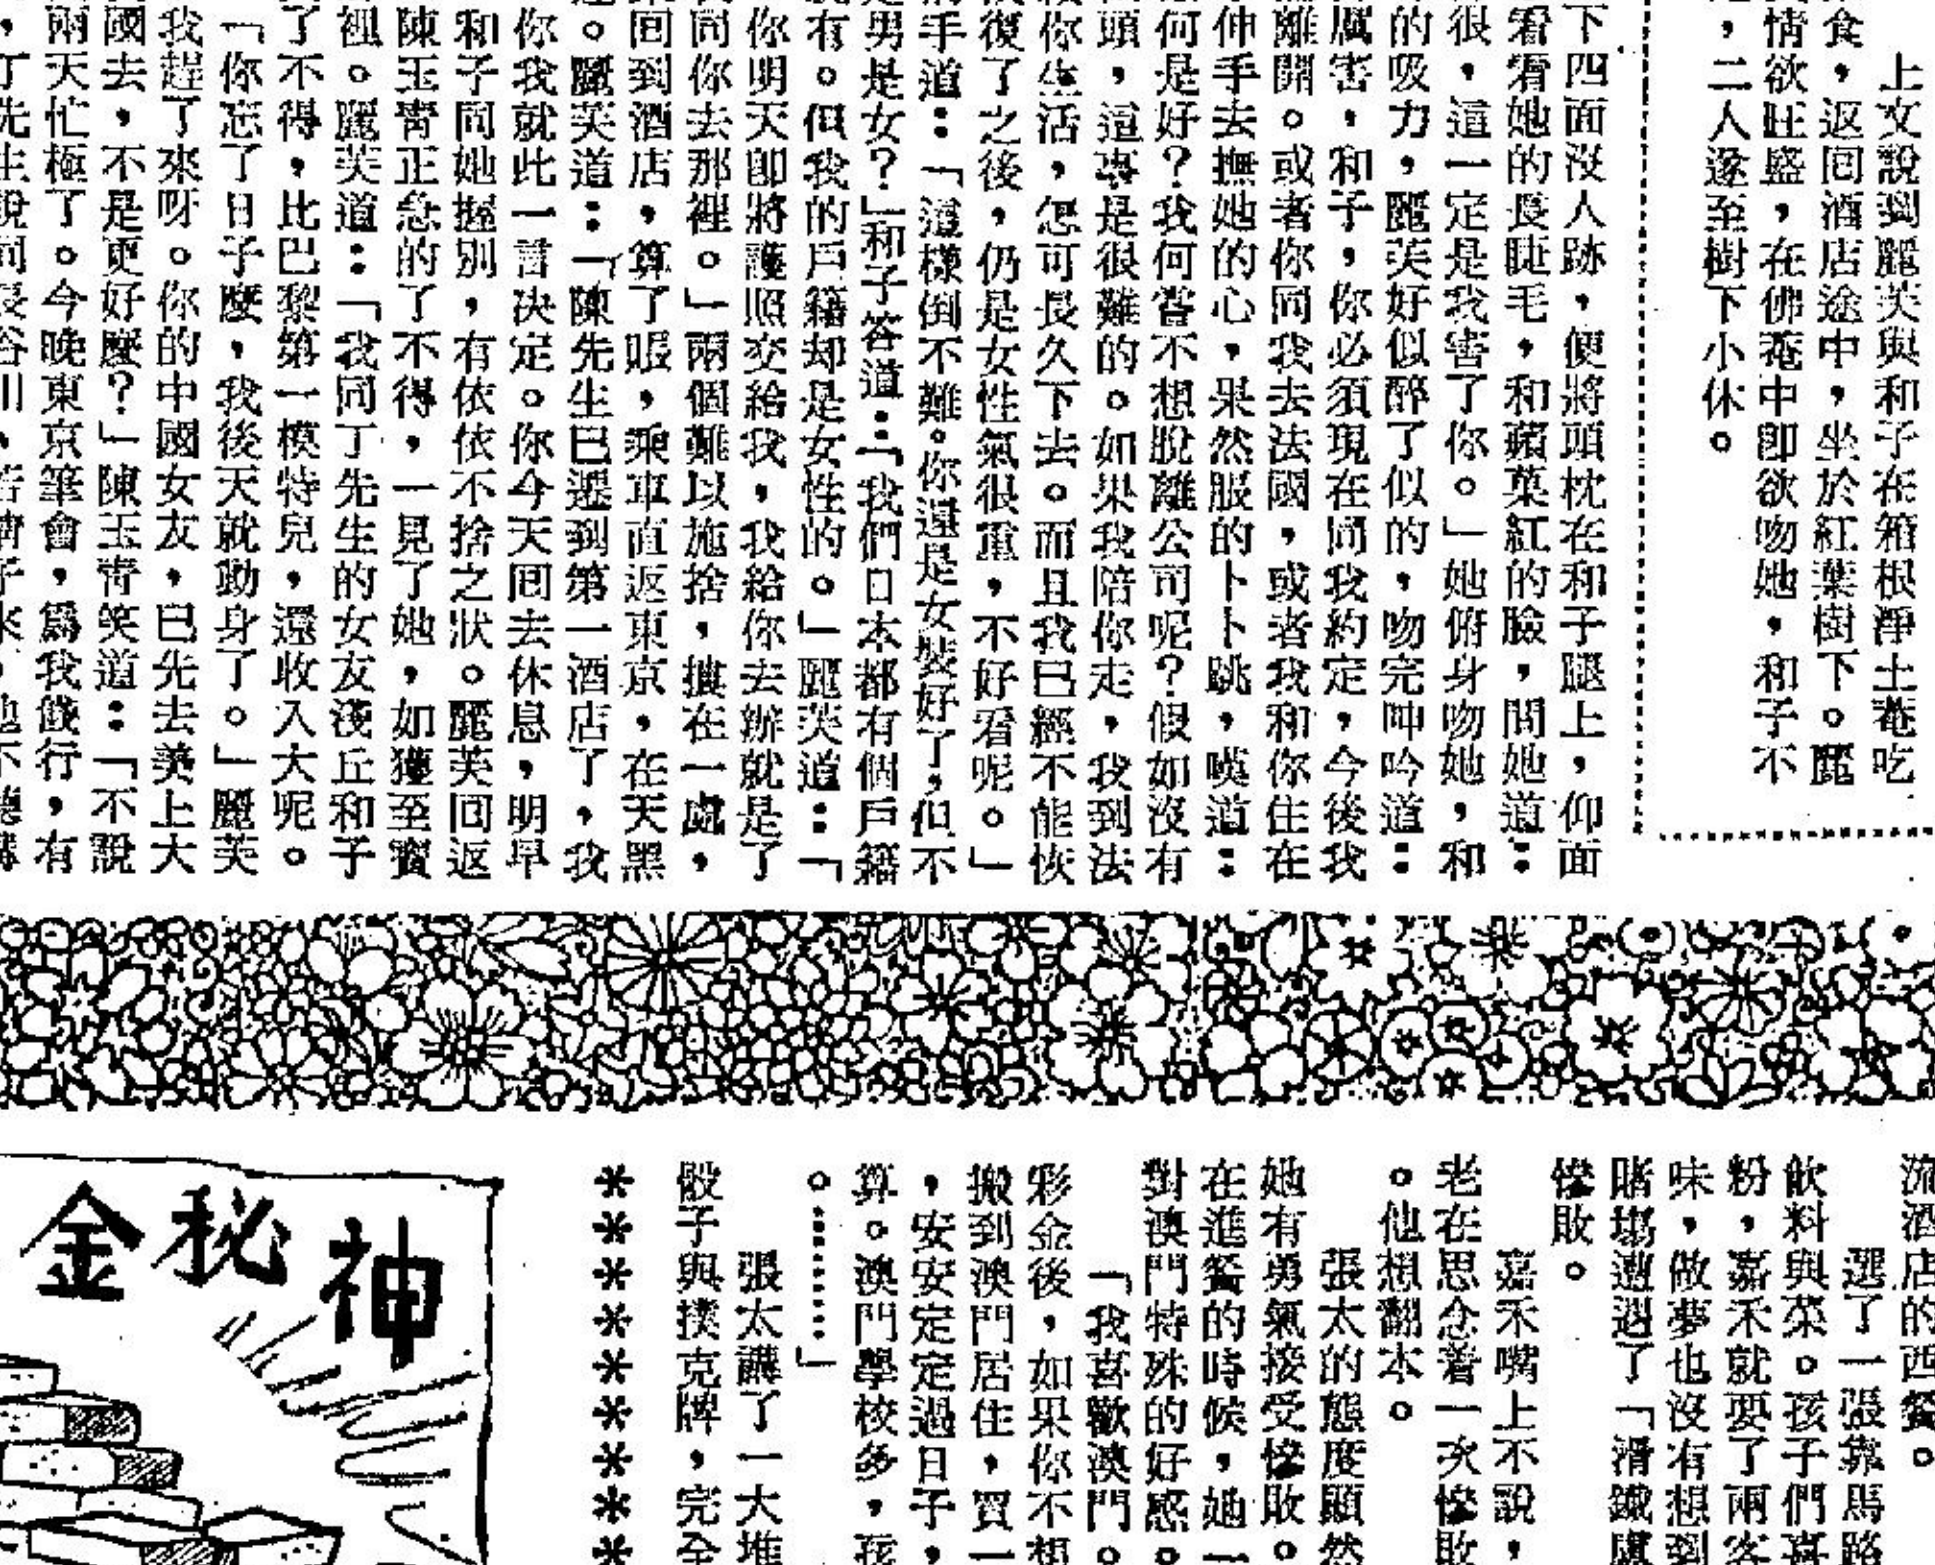 上文說到麗芙與和子在箱根淨土菴吃
食,返回酒店途中,坐於紅葉樹下。麗
情欲旺盛,在佛菴中即欲吻她,和子不
,二人遂至樹下小休。
下四面沒人跡,便將頭枕在和子腿上,仰面
看看她的長睫毛,和蘋菓紅的臉,問她道:
很,這一定是我害了你。」她俯身吻她,和
的吸力,麗芙好似醉了似的,吻完呻吟道:
厲害,和子,你必須現在同我約定,今後我
離開。或者你同我去法國,或者我和你住在
伸手去撫她的心,果然服的卜卜跳,嘆道:
何是好?我何嘗不想脫離公司呢?假如沒有
頭,這事是很難的。如果我陪你走,我到法
你生活,怎可長久下去。而且我已經不能恢
復了之後,仍是女性氣很重,不好看呢。」
手道:「這樣倒不難。你還是女裝好了,但不
是男是女?」和子答道:「我們日本都有個戶籍
有。但我的戶籍却是女性的。」麗芙道:「
你明天即將護照交給我,我給你去辦就是了
同你去那裡。」兩個難以施捨,摟在一處,
回到酒店,算了賬,乘車直返東京,在天黑
。麗芙道:「陳先生已遷到第一酒店了,我
你我就此一言決定。你今天回去休息,明早
和子同她握別,有依依不捨之狀。麗芙回返
陳玉青正急的了不得,一見了她,如獲至寶
裡。麗芙道:「我同丁先生的女友淺丘和子
了不得,比巴黎第一模特兒,還收入大呢。
「你忘了日子麼,我後天就動身了。」麗芙
我趕了來呀。你的中國女友,已先去美上大
國去,不是更好麼?」陳玉青笑道:「不說
兩天忙極了。今晚東京筆會,為我餞行,有
流酒店的西餐。
選了一張靠馬路
飲料與菜。孩子們喜
粉,嘉禾就要了兩客
味,做夢也沒有想到
賭場遭遇了「滑鐵盧
慘敗。
嘉禾嘴上不說,
老在思念着一次慘敗
。他想翻本。
張太的態度顯然
她有勇氣接受慘敗。
在進餐的時候,她一
對澳門特殊的好感。
「我喜歡澳門。
彩金後,如果你不想
搬到澳門居住,買一
,安安定定過日子,
算。澳門學校多,孩
。……」
張太講了一大堆
骰子與撲克牌,完全
********
神秘金